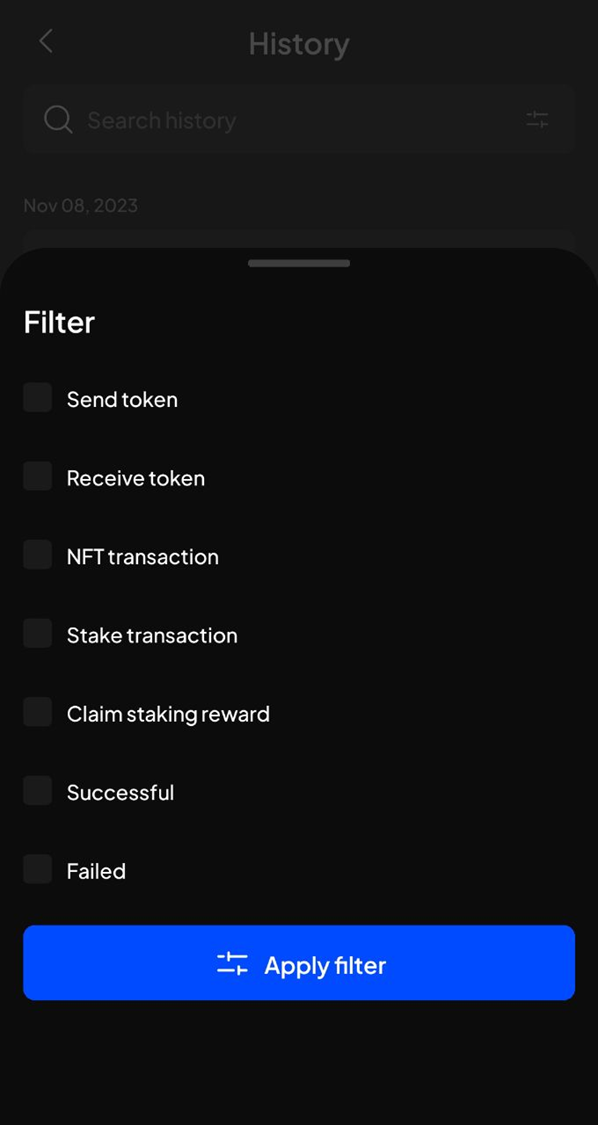 History
Search history
Nov 08, 2023
Filter
Send token
Receive token
NFT transaction
Stake transaction
Claim staking reward
Successful
Failed
Apply filter